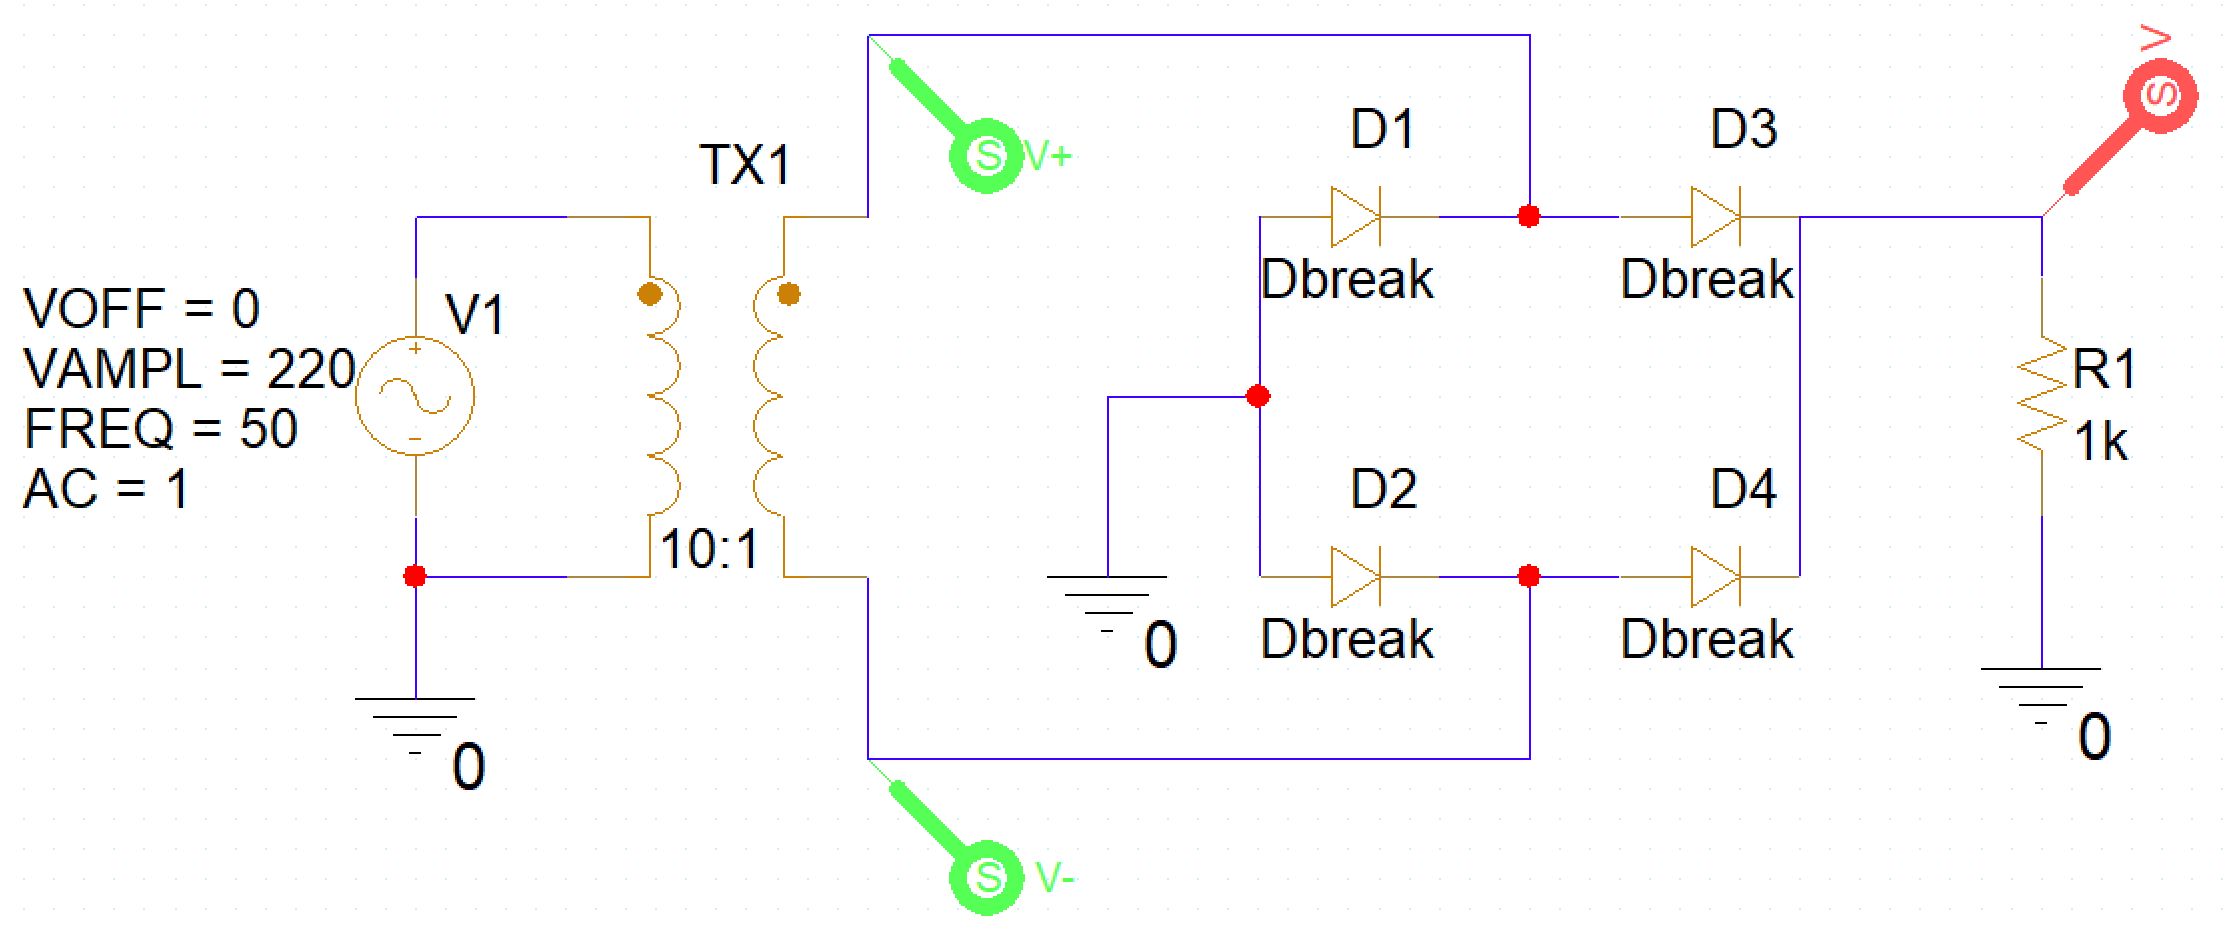 V
S
S V+
D1
D3
TX1
Dbreak
Dbreak
VOFF = 0
V1
VAMPL = 220
R1
FREQ = 50
1k
AC = 1
D2
D4
10:1
0
Dbreak
Dbreak
0
0
S V-